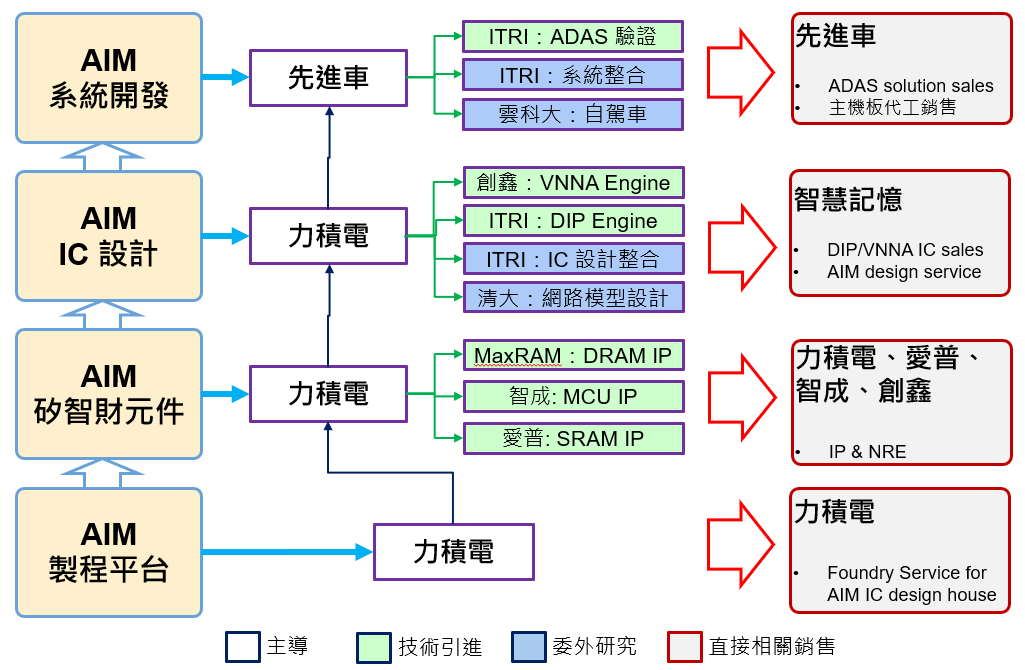 AIM
系統開發
先進車
ITRI：ADAS 驗證
ITRI：系統整合
雲科大：自駕車
先進車
• ADAS solution sales
• 主機板代工銷售
AIM
IC 設計
力積電
創鑫：VNNA Engine
ITRI：DIP Engine
ITRI：IC 設計整合
清大：網路模型設計
智慧記憶
• DIP/VNNA IC sales
• AIM design service
AIM
矽智財元件
力積電
MaxRAM：DRAM IP
智成: MCU IP
愛普: SRAM IP
力積電、愛普、
智成、創鑫
• IP & NRE
AIM
製程平台
力積電
力積電
• Foundry Service for
AIM IC design house
主導
技術引進
委外研究
直接相關銷售